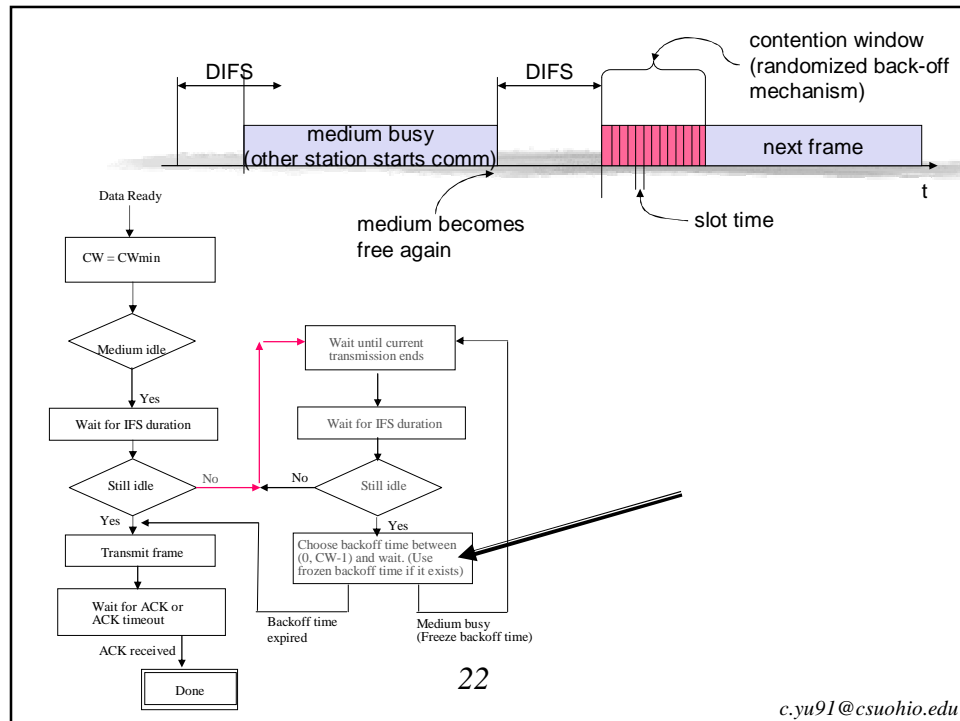 contention window
(randomized back-off
mechanism)
DIFS
DIFS
medium busy
(other station starts comm)
next frame
t
slot time
medium becomes
free again
Data Ready
CW = CWmin
Medium idle
Yes
Wait for IFS duration
Still idle
No
Yes
Transmit frame
Wait for ACK or
ACK timeout
ACK received
Done
Wait until current
transmission ends
Wait for IFS duration
No
Still idle
Yes
Choose backoff time between
(0, CW-1) and wait. (Use
frozen backoff time if it exists)
Backoff time
expired
Medium busy
(Freeze backoff time)
22
c.yu91@csuohio.edu